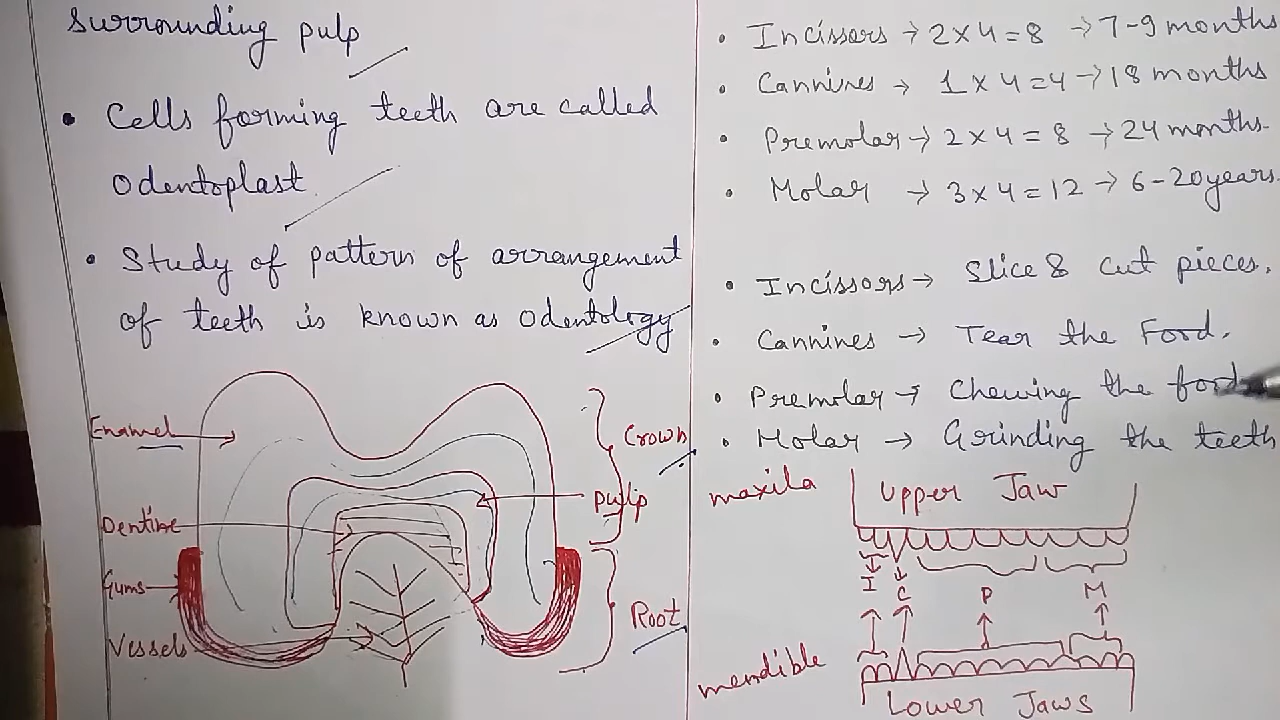 surrounding pulp
• Cells forming teeth are called
Odentoplast
• Study of pattern of arrangement
of teeth is known as Odentology
Enamel
Dentine
Gums
Vessels
Crown
Pulp
Root
• Incissors → 2 x 4 = 8 → 7-9 months
• Cannines → 1 x 4 = 4 → 18 months
• Premolar → 2 x 4 = 8 → 24 months
• Molar → 3 x 4 = 12 → 6-20 years.
• Incissors → Slice & cut pieces.
• Cannines → Tear the Food.
• Premolar → Chewing the food
• Molar → Grinding the teeth
maxila
Upper Jaw
I C P M
mendible
Lower Jaws